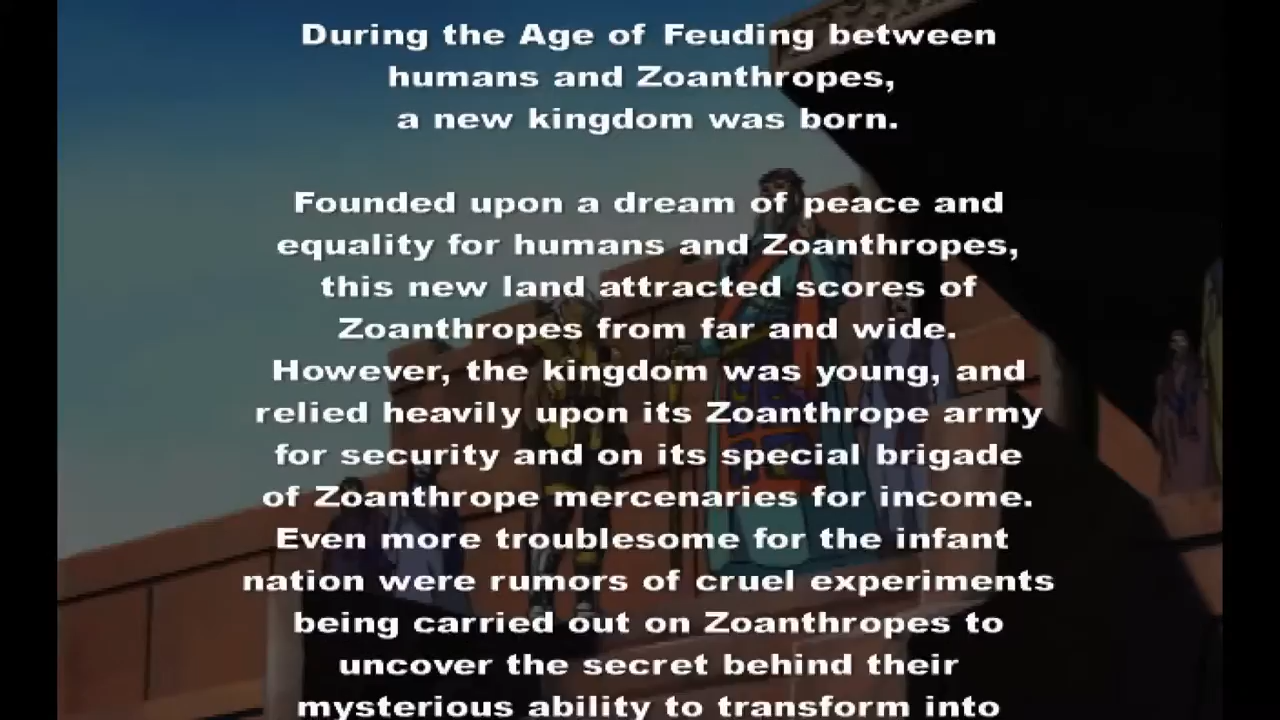 During the Age of Feuding between
humans and Zoanthropes,
a new kingdom was born.
Founded upon a dream of peace and
equality for humans and Zoanthropes,
this new land attracted scores of
Zoanthropes from far and wide.
However, the kingdom was young, and
relied heavily upon its Zoanthrope army
for security and on its special brigade
of Zoanthrope mercenaries for income.
Even more troublesome for the infant
nation were rumors of cruel experiments
being carried out on Zoanthropes to
uncover the secret behind their
mysterious ability to transform into